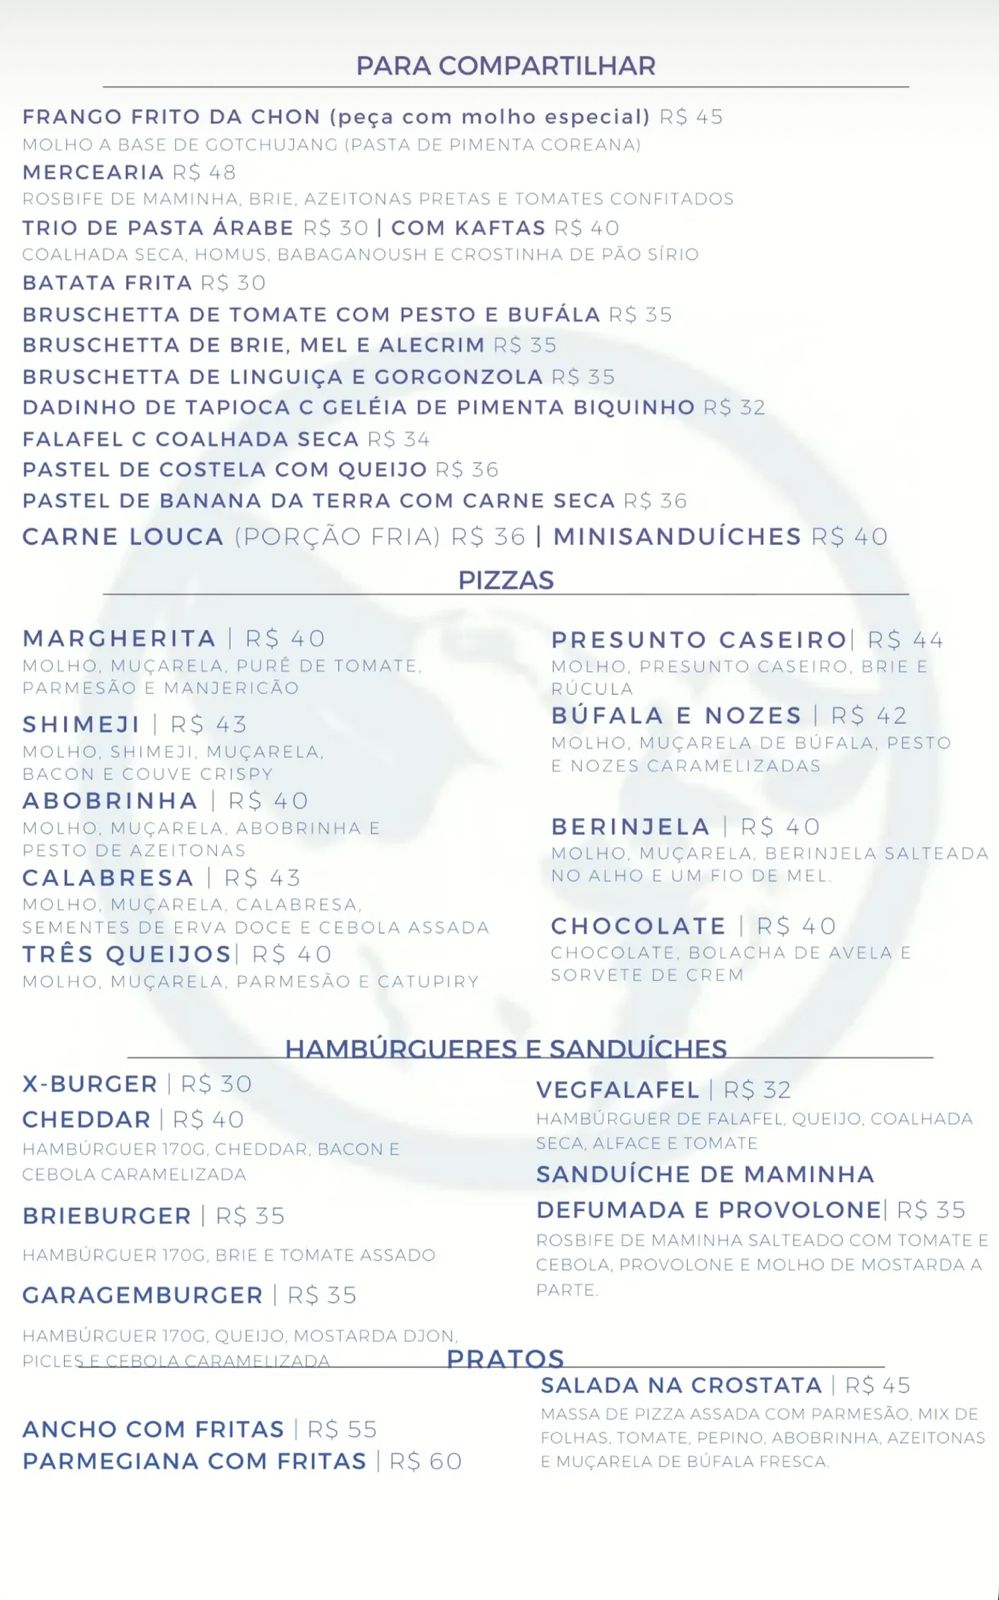 PARA COMPARTILHAR
FRANGO FRITO DA CHON (peça com molho especial) R$ 45
MOLHO A BASE DE GOTCHUJANG (PASTA DE PIMENTA COREANA)
MERCEARIA R$ 48
ROSBIFE DE MAMINHA, BRIE, AZEITONAS PRETAS E TOMATES CONFITADOS
TRIO DE PASTA ÁRABE R$ 30 | COM KAFTAS R$ 40
COALHADA SECA, HOMUS, BABAGANOUSH E CROSTINHA DE PÃO SÍRIO
BATATA FRITA R$ 30
BRUSCHETTA DE TOMATE COM PESTO E BUFÁLA R$ 35
BRUSCHETTA DE BRIE, MEL E ALECRIM R$ 35
BRUSCHETTA DE LINGUIÇA E GORGONZOLA R$ 35
DADINHO DE TAPIOCA C GELÉIA DE PIMENTA BIQUINHO R$ 32
FALAFEL C COALHADA SECA R$ 34
PASTEL DE COSTELA COM QUEIJO R$ 36
PASTEL DE BANANA DA TERRA COM CARNE SECA R$ 36
CARNE LOUCA (PORÇÃO FRIA) R$ 36 | MINISANDUÍCHES R$ 40
PIZZAS
MARGHERITA | R$ 40
MOLHO, MUÇARELA, PURÊ DE TOMATE,
PARMESÃO E MANJERICÃO
SHIMEJI | R$ 43
MOLHO, SHIMEJI, MUÇARELA,
BACON E COUVE CRISPY
ABOBRINHA | R$ 40
MOLHO, MUÇARELA, ABOBRINHA E
PESTO DE AZEITONAS
CALABRESA | R$ 43
MOLHO, MUÇARELA, CALABRESA,
SEMENTES DE ERVA DOCE E CEBOLA ASSADA
TRÊS QUEIJOS| R$ 40
MOLHO, MUÇARELA, PARMESÃO E CATUPIRY
PRESUNTO CASEIRO| R$ 44
MOLHO, PRESUNTO CASEIRO, BRIE E
RÚCULA
BÚFALA E NOZES | R$ 42
MOLHO, MUÇARELA DE BÚFALA, PESTO
E NOZES CARAMELIZADAS
BERINJELA | R$ 40
MOLHO, MUÇARELA, BERINJELA SALTEADA
NO ALHO E UM FIO DE MEL.
CHOCOLATE | R$ 40
CHOCOLATE, BOLACHA DE AVELA E
SORVETE DE CREM
HAMBÚRGUERES E SANDUÍCHES
X-BURGER | R$ 30
CHEDDAR | R$ 40
HAMBÚRGUER 170G, CHEDDAR, BACON E
CEBOLA CARAMELIZADA
BRIEBURGER | R$ 35
HAMBÚRGUER 170G, BRIE E TOMATE ASSADO
GARAGEMBURGER | R$ 35
HAMBÚRGUER 170G, QUEIJO, MOSTARDA DJON,
PICLES E CEBOLA CARAMELIZADA
VEGFALAFEL | R$ 32
HAMBÚRGUER DE FALAFEL, QUEIJO, COALHADA
SECA, ALFACE E TOMATE
SANDUÍCHE DE MAMINHA
DEFUMADA E PROVOLONE| R$ 35
ROSBIFE DE MAMINHA SALTEADO COM TOMATE E
CEBOLA, PROVOLONE E MOLHO DE MOSTARDA A
PARTE.
PRATOS
ANCHO COM FRITAS | R$ 55
PARMEGIANA COM FRITAS | R$ 60
SALADA NA CROSTATA | R$ 45
MASSA DE PIZZA ASSADA COM PARMESÃO, MIX DE
FOLHAS, TOMATE, PEPINO, ABOBRINHA, AZEITONAS
E MUÇARELA DE BÚFALA FRESCA.